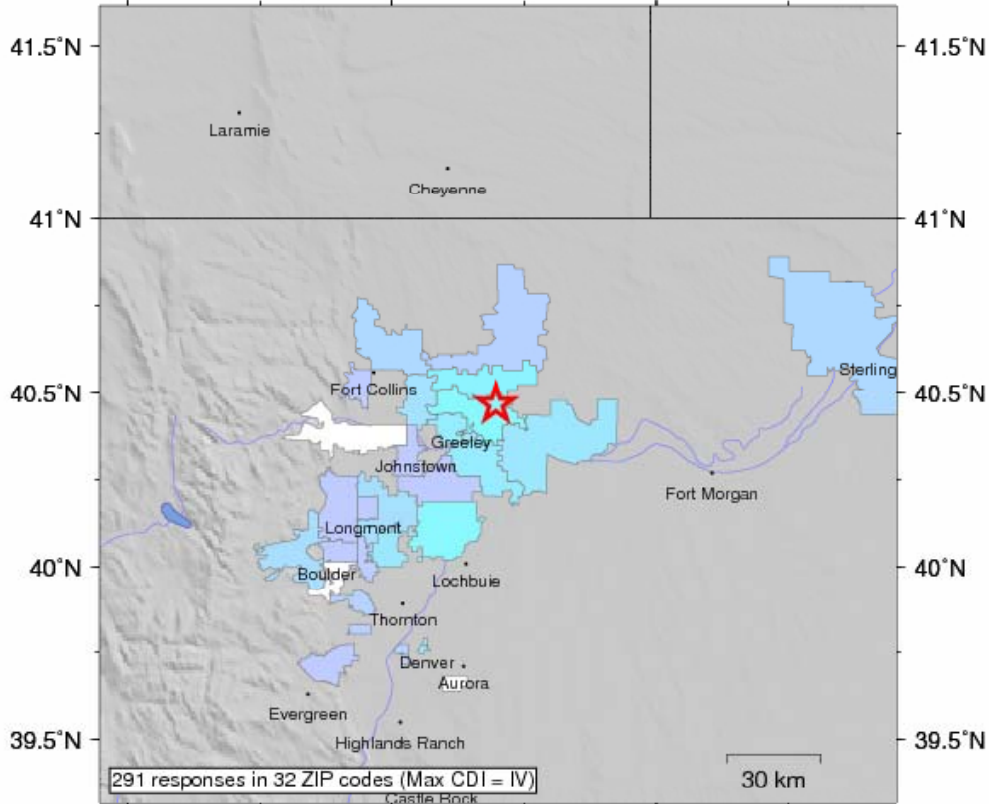 41.5°N 41.5°N
Laramie
Cheyenne
41°N 41°N
Sterling
40.5°N 40.5°N
Fort Collins
Greeley
Johnstown
Fort Morgan
Longmont
40°N 40°N
Boulder
Lochbuie
Thornton
Denver
Aurora
Evergreen
39.5°N 39.5°N
Highlands Ranch
291 responses in 32 ZIP codes (Max CDI = IV)
30 km
Castle Rock